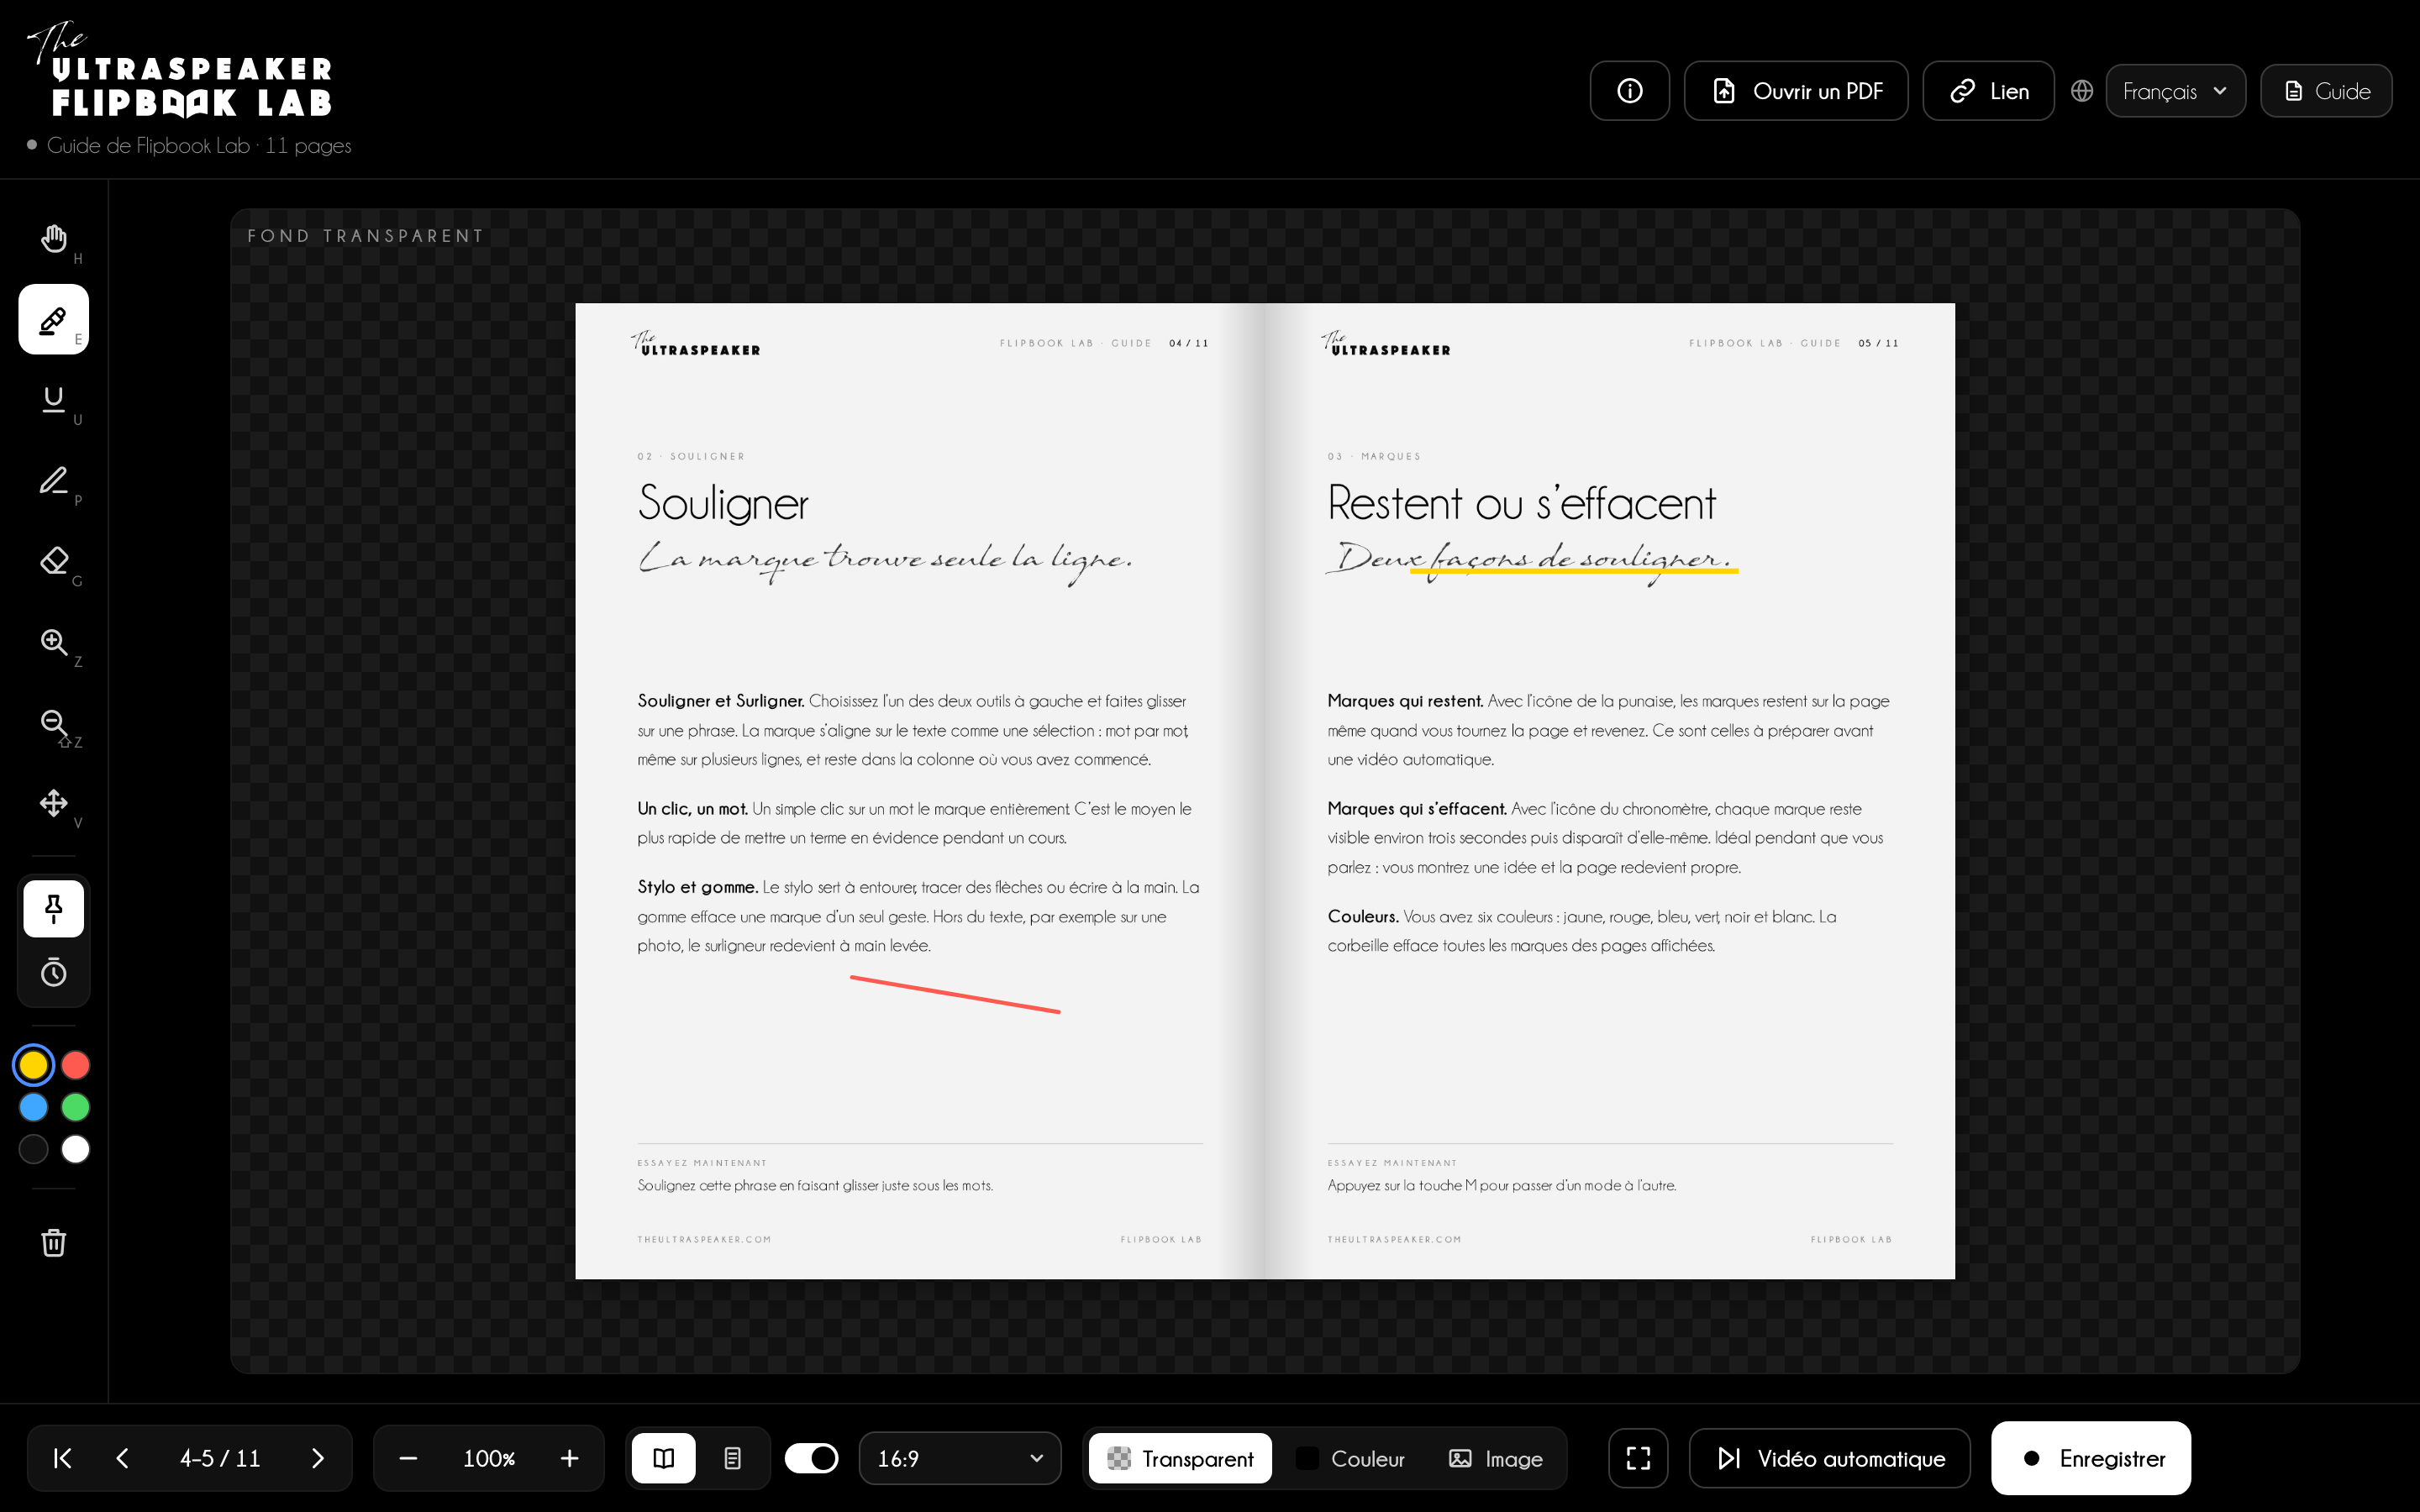 The
ULTRASPEAKER
FLIPBOOK LAB
Guide de Flipbook Lab · 11 pages
Ouvrir un PDF
Lien
Français
Guide
H
E
U
P
G
Z
⇧Z
V
FOND TRANSPARENT
The
ULTRASPEAKER
FLIPBOOK LAB · GUIDE 04 / 11
02 · SOULIGNER
Souligner
La marque trouve seule la ligne.
Souligner et Surligner. Choisissez l’un des deux outils à gauche et faites glisser
sur une phrase. La marque s’aligne sur le texte comme une sélection : mot par mot,
même sur plusieurs lignes, et reste dans la colonne où vous avez commencé.
Un clic, un mot. Un simple clic sur un mot le marque entièrement. C’est le moyen le
plus rapide de mettre un terme en évidence pendant un cours.
Stylo et gomme. Le stylo sert à entourer, tracer des flèches ou écrire à la main. La
gomme efface une marque d’un seul geste. Hors du texte, par exemple sur une
photo, le surligneur redevient à main levée.
ESSAYEZ MAINTENANT
Soulignez cette phrase en faisant glisser juste sous les mots.
THEULTRASPEAKER.COM
FLIPBOOK LAB
The
ULTRASPEAKER
FLIPBOOK LAB · GUIDE 05 / 11
03 · MARQUES
Restent ou s’effacent
Deux façons de souligner.
Marques qui restent. Avec l’icône de la punaise, les marques restent sur la page
même quand vous tournez la page et revenez. Ce sont celles à préparer avant
une vidéo automatique.
Marques qui s’effacent. Avec l’icône du chronomètre, chaque marque reste
visible environ trois secondes puis disparaît d’elle-même. Idéal pendant que vous
parlez : vous montrez une idée et la page redevient propre.
Couleurs. Vous avez six couleurs : jaune, rouge, bleu, vert, noir et blanc. La
corbeille efface toutes les marques des pages affichées.
ESSAYEZ MAINTENANT
Appuyez sur la touche M pour passer d’un mode à l’autre.
THEULTRASPEAKER.COM
FLIPBOOK LAB
4–5 / 11
100%
16:9
Transparent
Couleur
Image
Vidéo automatique
Enregistrer